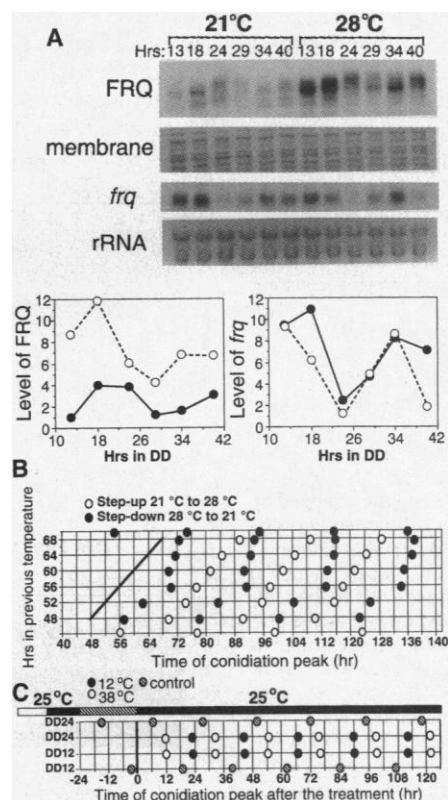 A
21°C 28°C
Hrs: 13 18 24 29 34 40 13 18 24 29 34 40
FRQ
membrane
frq
rRNA
Level of FRQ
12
10
8
6
4
2
0
10 18 26 34 42
Hrs in DD
Level of frq
12
10
8
6
4
2
0
10 18 26 34 42
Hrs in DD
B
○ Step-up 21 °C to 28 °C
● Step-down 28 °C to 21 °C
Hrs in previous temperature
68
64
60
56
52
48
40 48 56 64 72 80 88 96 104 112 124 132 140
Time of conidiation peak (hr)
C
● 12 °C control
○ 38 °C
25°C 25°C
DD24
DD24
DD12
DD12
-24 -12 0 12 24 36 48 60 72 84 96 108 120
Time of conidiation peak after the treatment (hr)